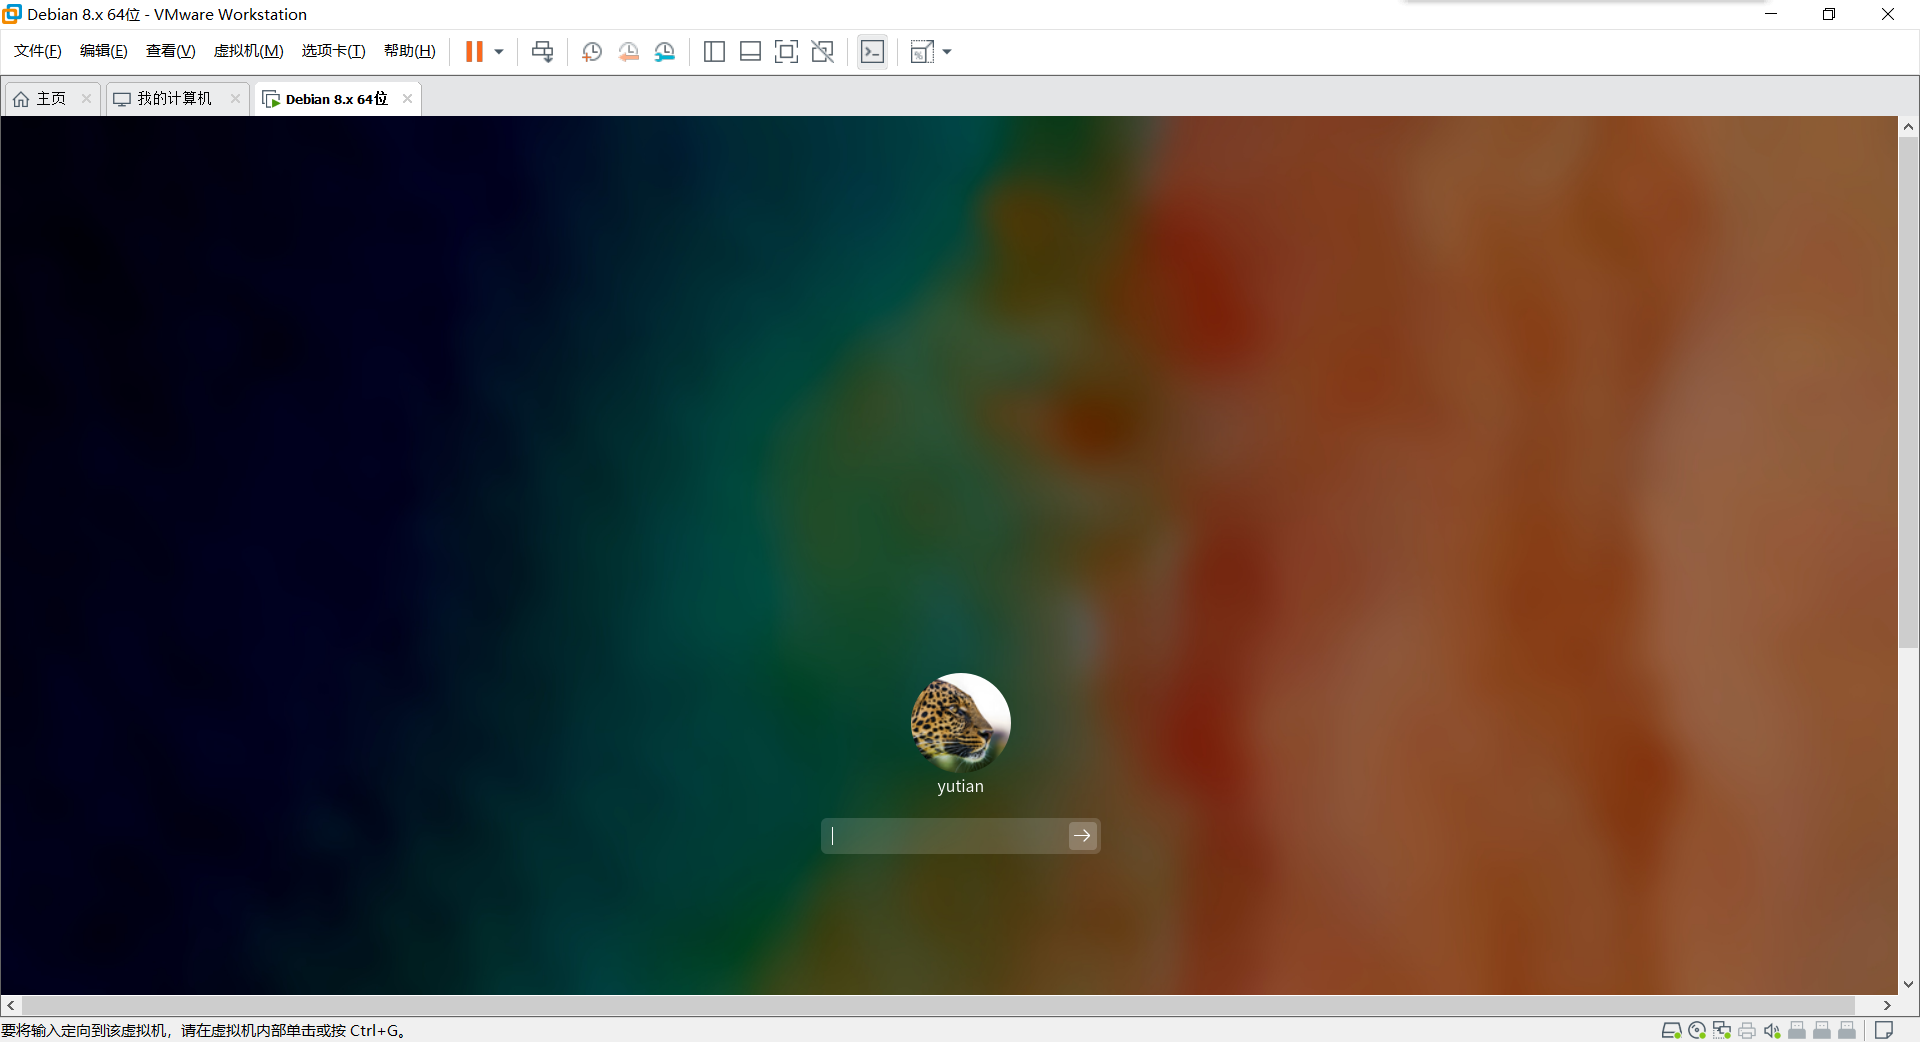 Debian 8.x 64位 - VMware Workstation
文件(F) 编辑(E) 查看(V) 虚拟机(M) 选项卡(T) 帮助(H)
主页 我的计算机 Debian 8.x 64位
yutian
要将输入定向到该虚拟机，请在虚拟机内部单击或按 Ctrl+G。